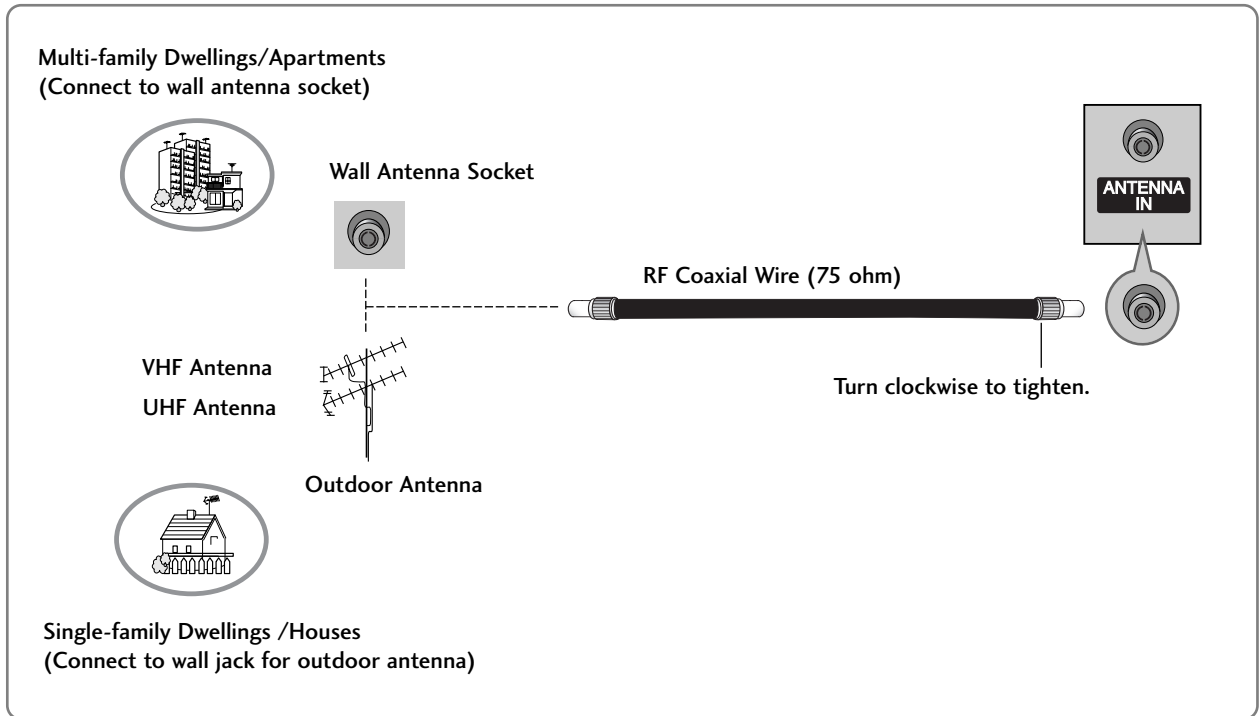 Multi-family Dwellings/Apartments
(Connect to wall antenna socket)
Wall Antenna Socket
ANTENNA
IN
RF Coaxial Wire (75 ohm)
VHF Antenna
Turn clockwise to tighten.
UHF Antenna
Outdoor Antenna
Single-family Dwellings /Houses
(Connect to wall jack for outdoor antenna)